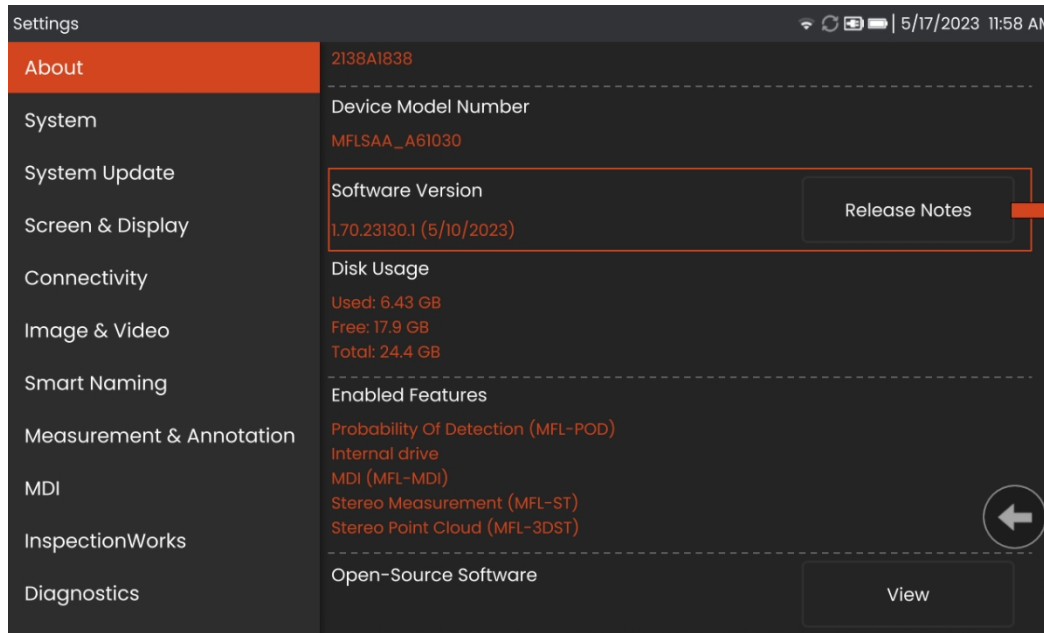 Settings
5/17/2023 11:58 AM
About
System
System Update
Screen & Display
Connectivity
Image & Video
Smart Naming
Measurement & Annotation
MDI
InspectionWorks
Diagnostics
2138A1838
Device Model Number
MFLSAA_A61030
Software Version
1.70.23130.1 (5/10/2023)
Release Notes
Disk Usage
Used: 6.43 GB
Free: 17.9 GB
Total: 24.4 GB
Enabled Features
Probability Of Detection (MFL-POD)
Internal drive
MDI (MFL-MDI)
Stereo Measurement (MFL-ST)
Stereo Point Cloud (MFL-3DST)
Open-Source Software
View